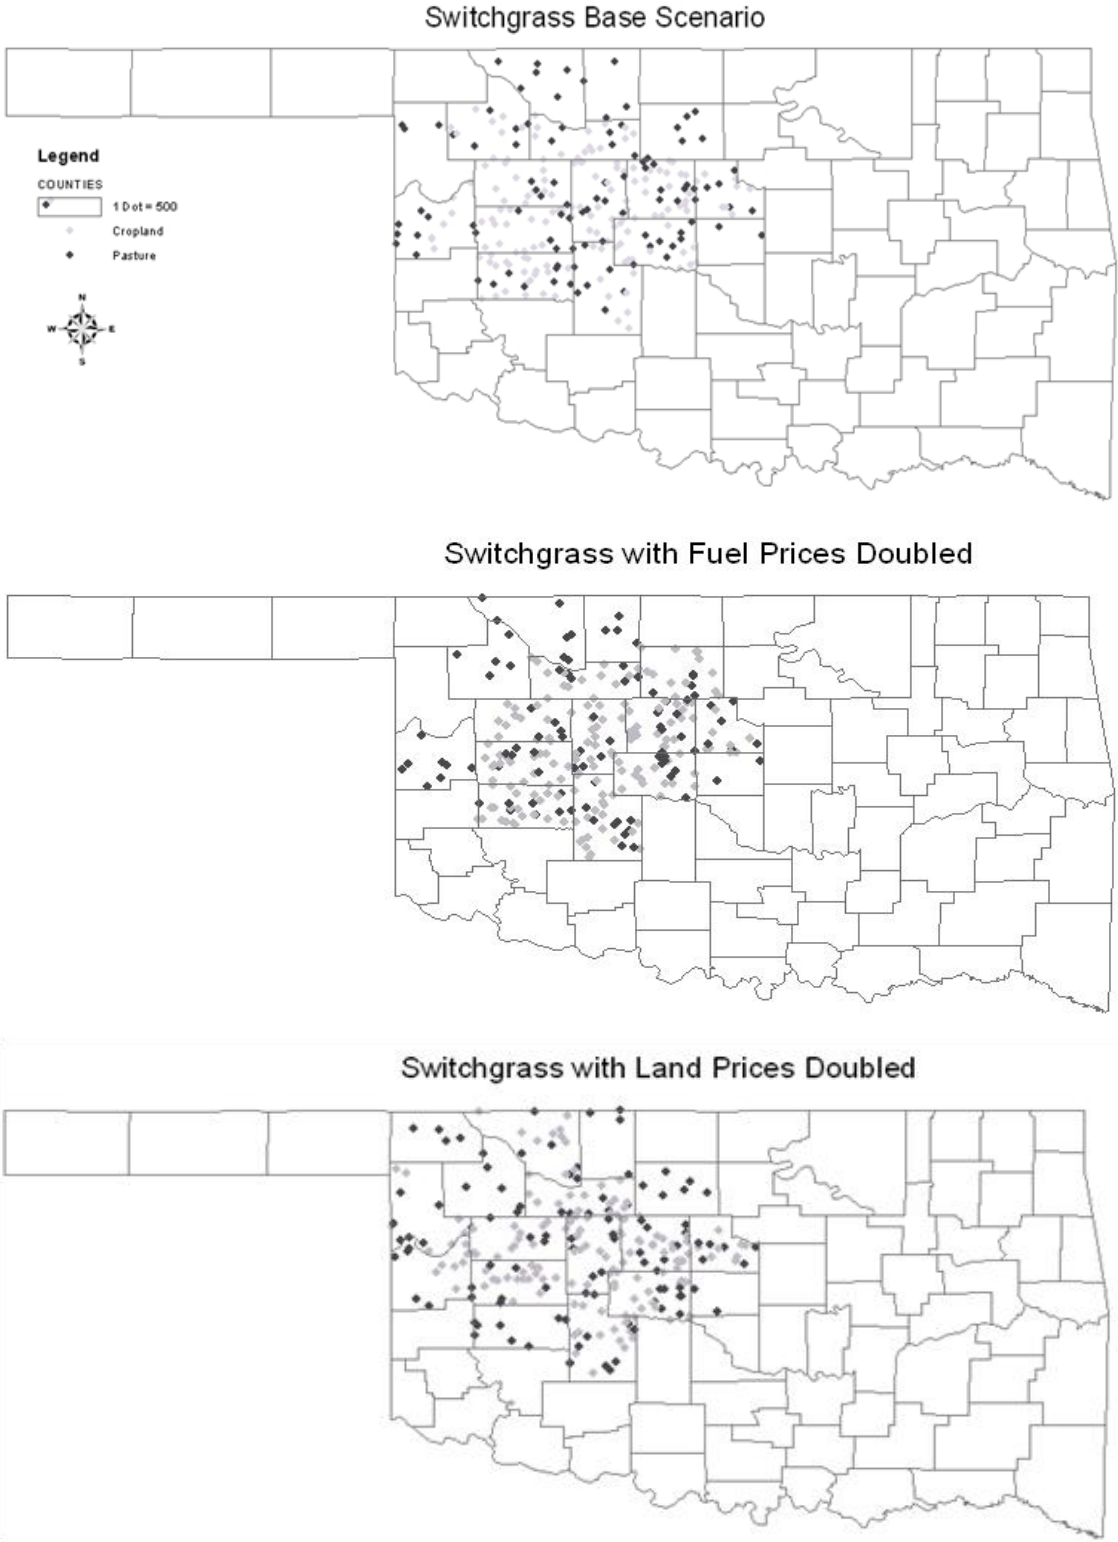 Switchgrass Base Scenario
Legend
COUNTIES
1 Dot = 500
Cropland
Pasture
N
W E
S
Switchgrass with Fuel Prices Doubled
Switchgrass with Land Prices Doubled